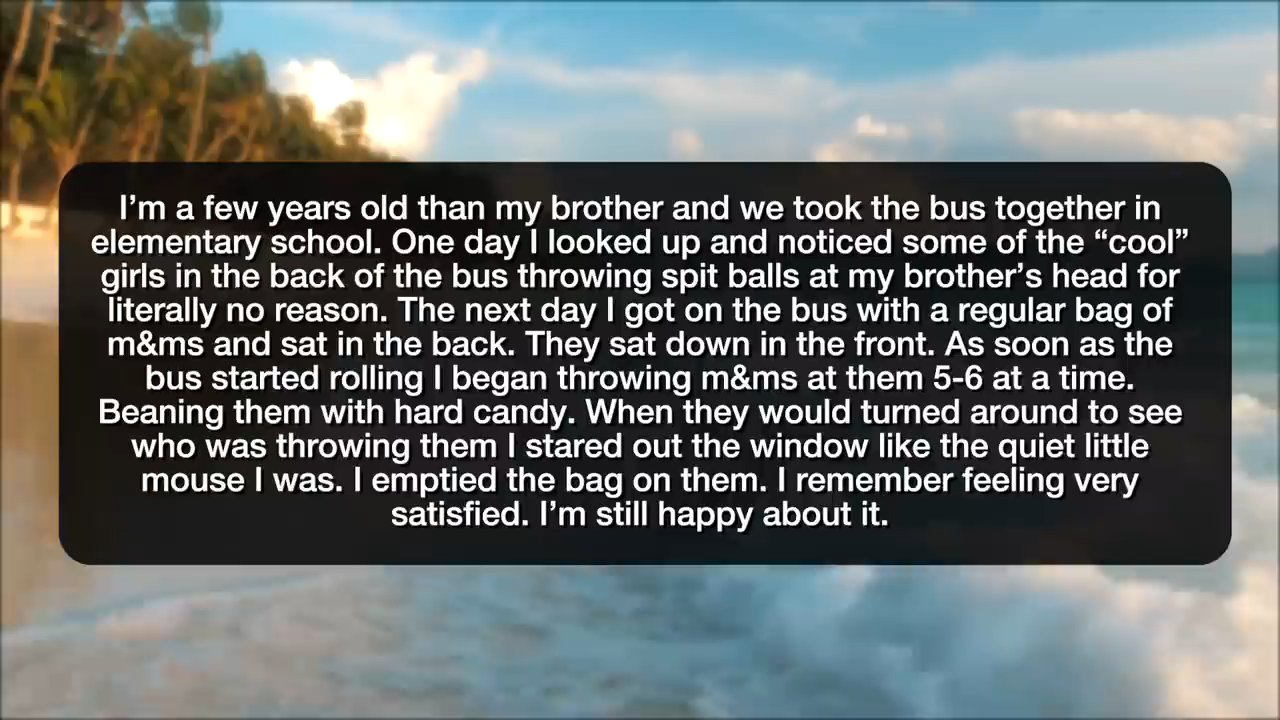 I’m a few years old than my brother and we took the bus together in
elementary school. One day I looked up and noticed some of the “cool”
girls in the back of the bus throwing spit balls at my brother’s head for
literally no reason. The next day I got on the bus with a regular bag of
m&ms and sat in the back. They sat down in the front. As soon as the
bus started rolling I began throwing m&ms at them 5-6 at a time.
Beaning them with hard candy. When they would turned around to see
who was throwing them I stared out the window like the quiet little
mouse I was. I emptied the bag on them. I remember feeling very
satisfied. I’m still happy about it.